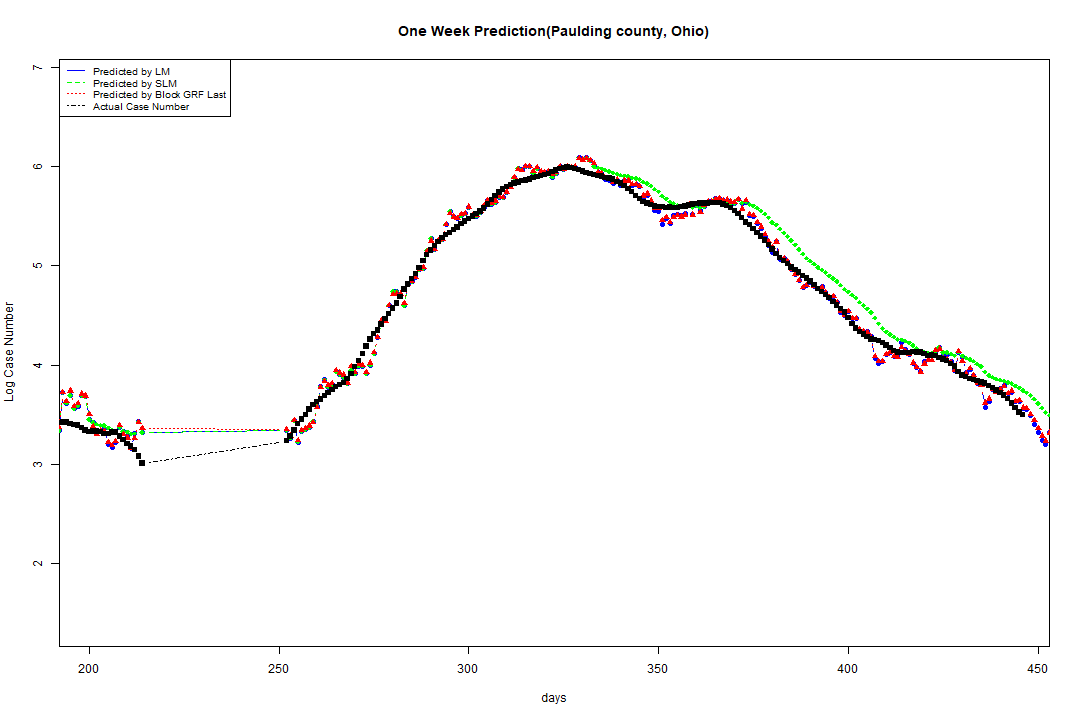 One Week Prediction(Paulding county, Ohio)
Predicted by LM
Predicted by SLM
Predicted by Block GRF Last
Actual Case Number
7
6
5
4
3
2
Log Case Number
200 250 300 350 400 450
days